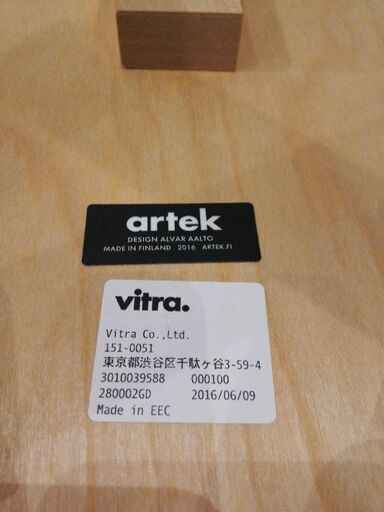 artek
DESIGN ALVAR AALTO
MADE IN FINLAND 2016 ARTEK.FI
vitra.
Vitra Co.,Ltd.
151-0051
東京都渋谷区千駄ヶ谷3-59-4
3010039588 000100
280002GD 2016/06/09
Made in EEC